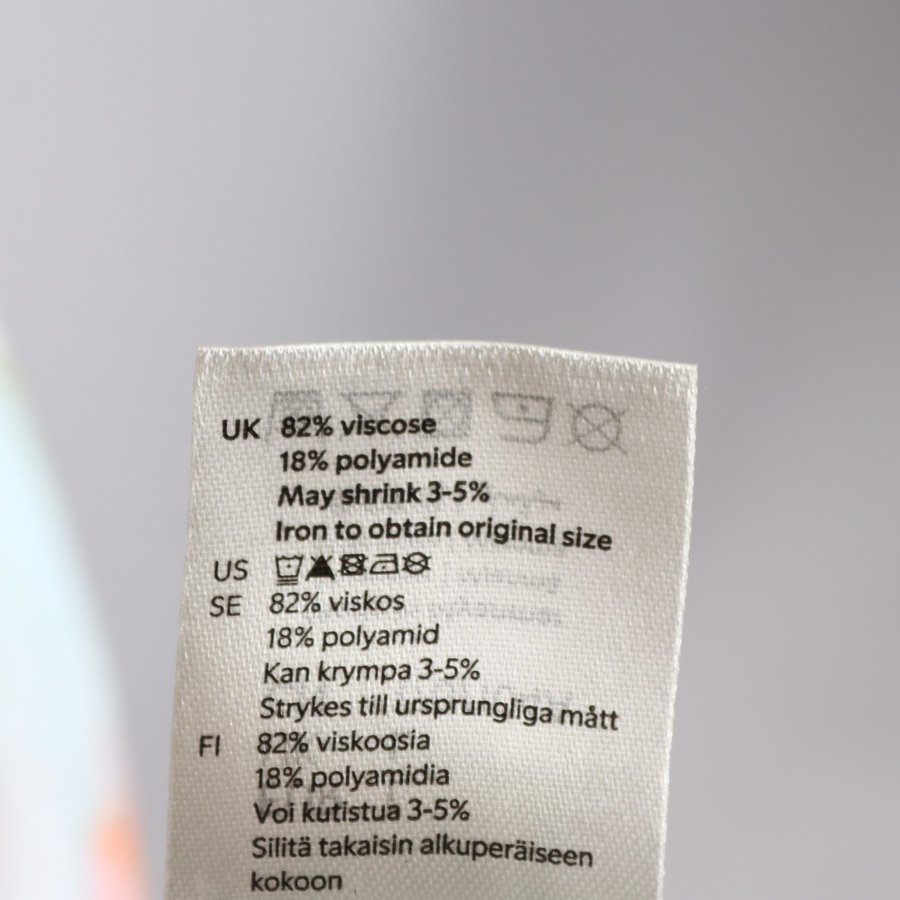 UK 82% viscose
18% polyamide
May shrink 3-5%
Iron to obtain original size
US
SE 82% viskos
18% polyamid
Kan krympa 3-5%
Strykes till ursprungliga mått
FI 82% viskoosia
18% polyamidia
Voi kutistua 3-5%
Silitä takaisin alkuperäiseen
kokoon